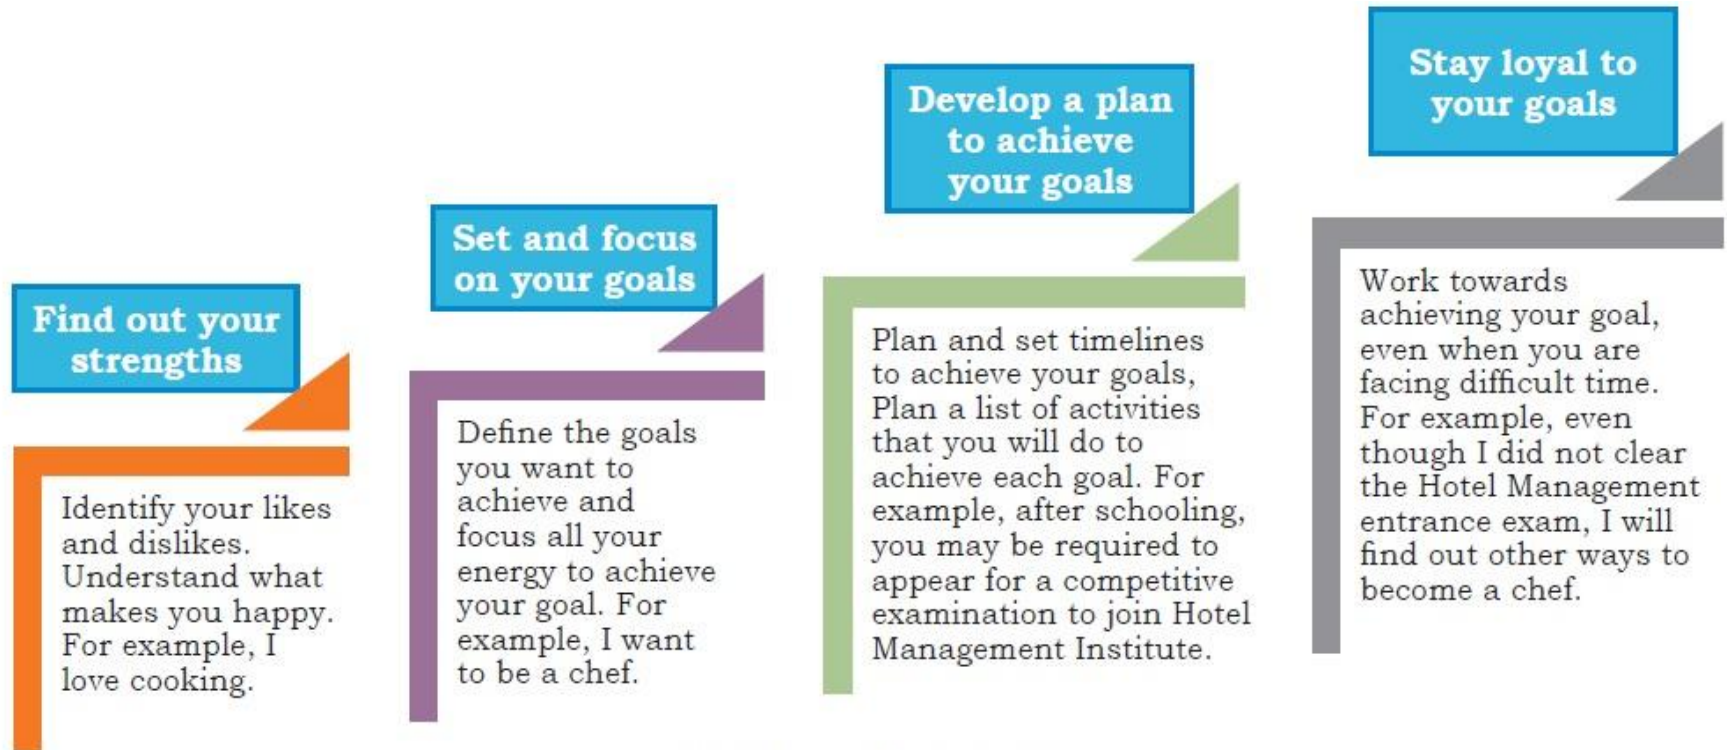 Find out your
strengths
Identify your likes
and dislikes.
Understand what
makes you happy.
For example, I
love cooking.
Set and focus
on your goals
Define the goals
you want to
achieve and
focus all your
energy to achieve
your goal. For
example, I want
to be a chef.
Develop a plan
to achieve
your goals
Plan and set timelines
to achieve your goals,
Plan a list of activities
that you will do to
achieve each goal. For
example, after schooling,
you may be required to
appear for a competitive
examination to join Hotel
Management Institute.
Stay loyal to
your goals
Work towards
achieving your goal,
even when you are
facing difficult time.
For example, even
though I did not clear
the Hotel Management
entrance exam, I will
find out other ways to
become a chef.